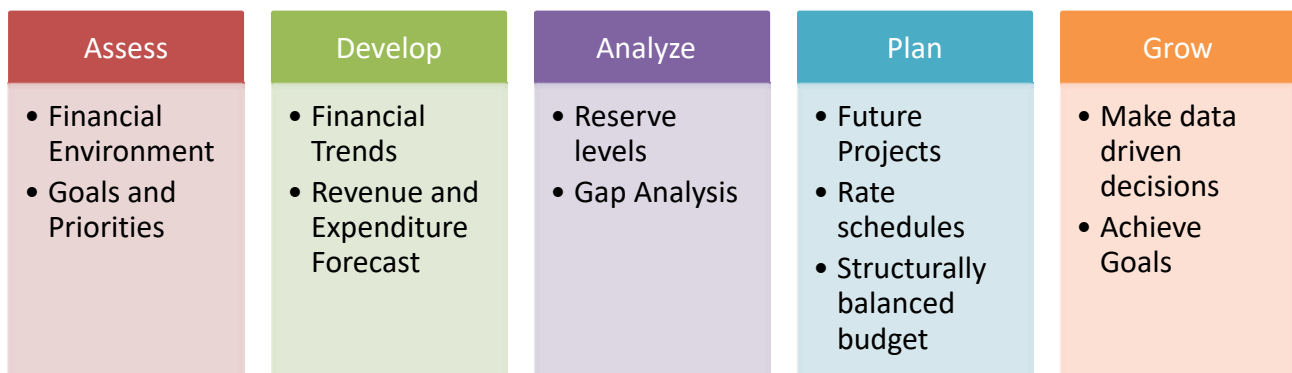 Assess
• Financial
Environment
• Goals and
Priorities
Develop
• Financial
Trends
• Revenue and
Expenditure
Forecast
Analyze
• Reserve
levels
• Gap Analysis
Plan
• Future
Projects
• Rate
schedules
• Structurally
balanced
budget
Grow
• Make data
driven
decisions
• Achieve
Goals